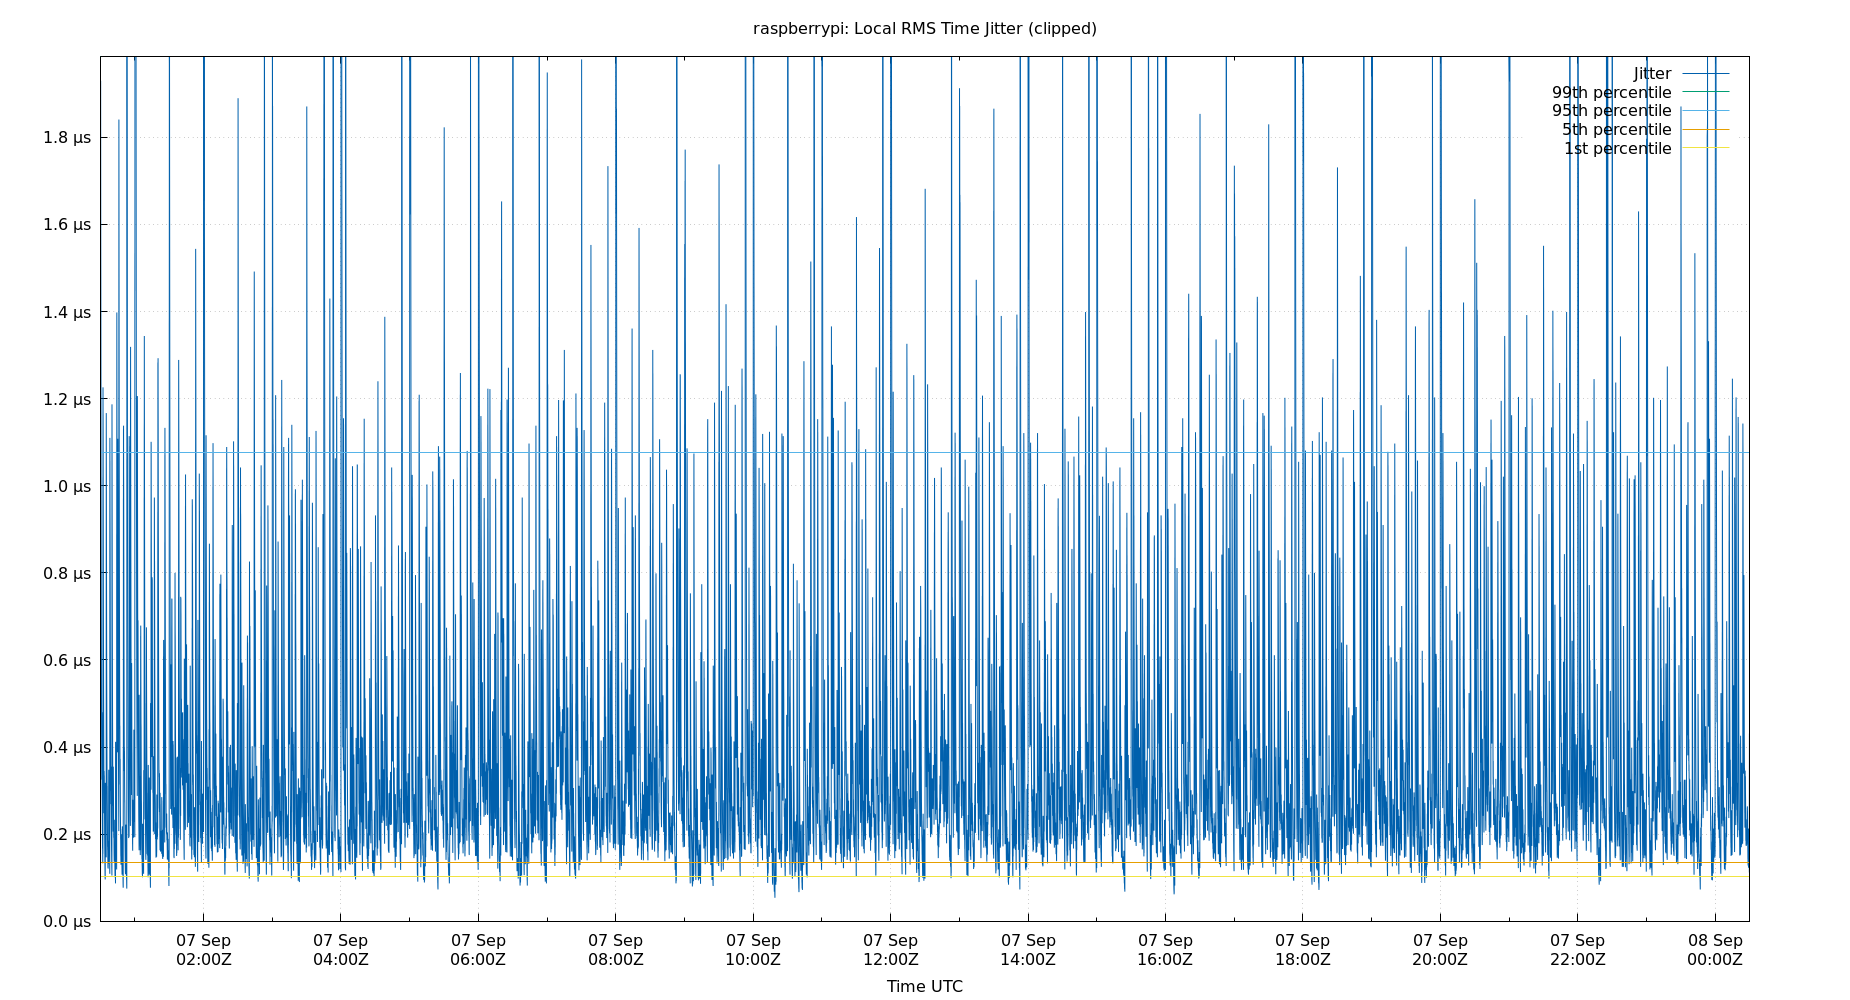 raspberrypi: Local RMS Time Jitter (clipped)
Jitter
99th percentile
95th percentile
5th percentile
1st percentile
1.8 µs
1.6 µs
1.4 µs
1.2 µs
1.0 µs
0.8 µs
0.6 µs
0.4 µs
0.2 µs
0.0 µs
07 Sep 07 Sep 07 Sep 07 Sep 07 Sep 07 Sep 07 Sep 07 Sep 07 Sep 07 Sep 07 Sep 08 Sep
02:00Z 04:00Z 06:00Z 08:00Z 10:00Z 12:00Z 14:00Z 16:00Z 18:00Z 20:00Z 22:00Z 00:00Z
Time UTC